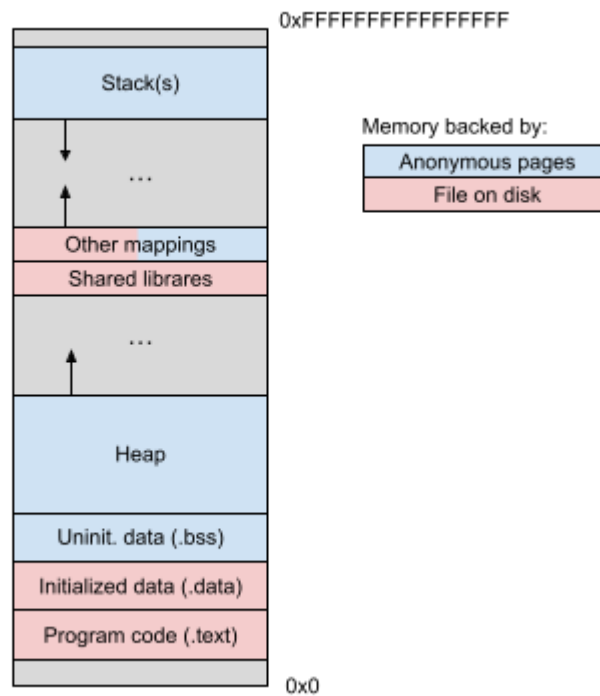 0xFFFFFFFFFFFFFFFF
Stack(s)
...
Memory backed by:
Anonymous pages
File on disk
Other mappings
Shared librares
...
Heap
Uninit. data (.bss)
Initialized data (.data)
Program code (.text)
0x0